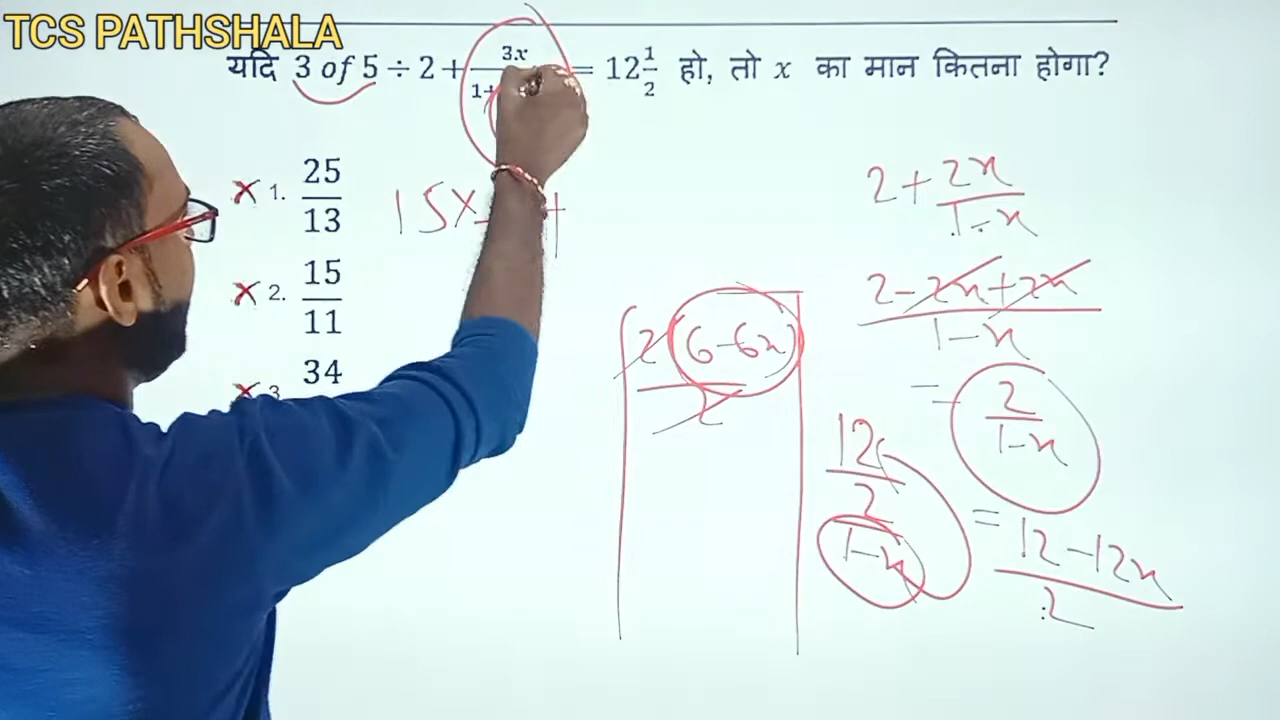 TCS PATHSHALA
यदि 3 of 5 ÷ 2 + 3x / 1+ = 12 1/2 हो, तो x का मान कितना होगा?
x 1. 25/13
x 2. 15/11
x 3. 34
15X +
2(6-6x) / 2
2 + 2x / 1-x
2-2x+2x / 1-x
= 2 / 1-x
12 / 2 / 1-x
= 12-12x / 2